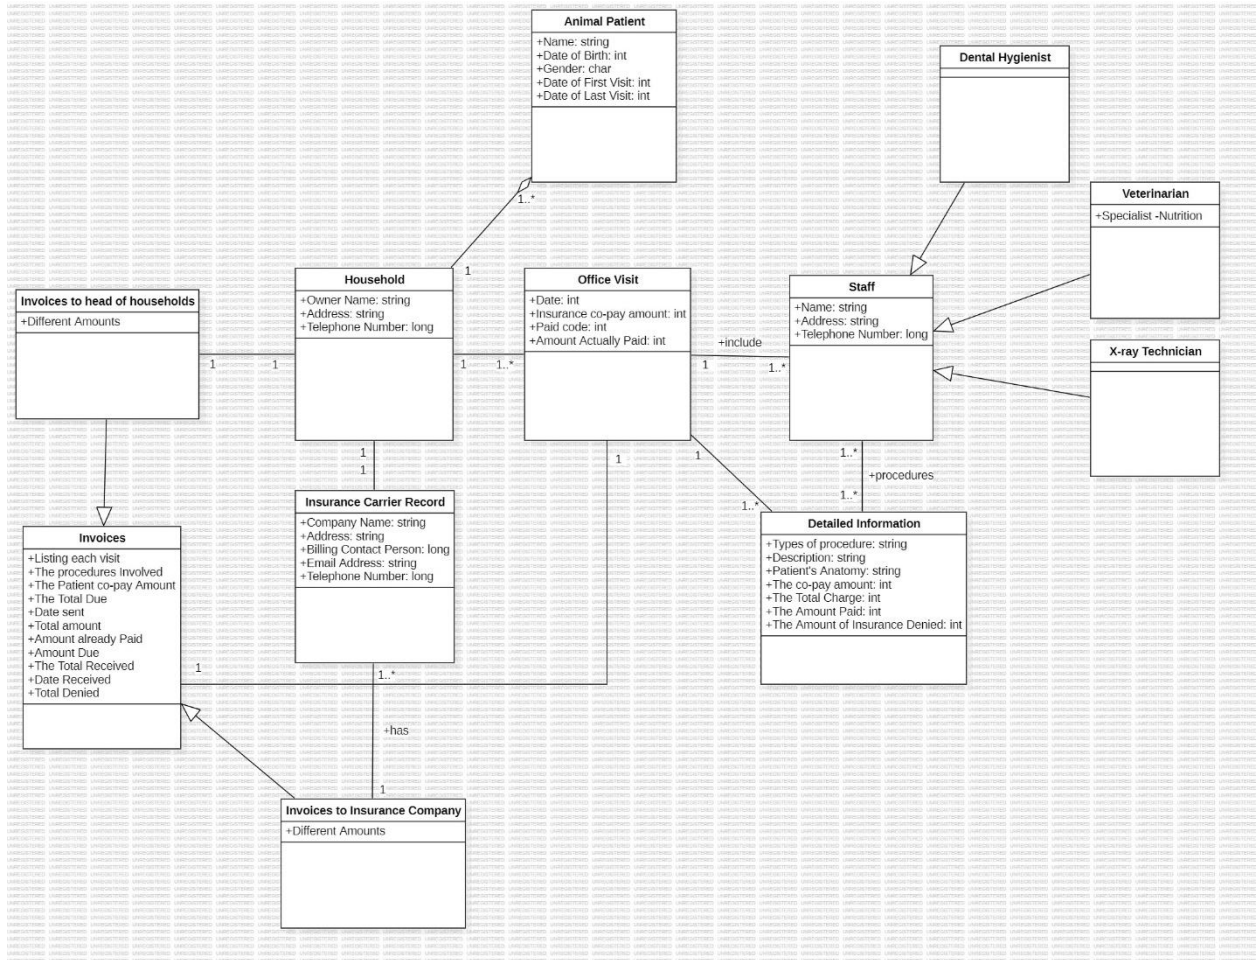 Animal Patient
+Name: string
+Date of Birth: int
+Gender: char
+Date of First Visit: int
+Date of Last Visit: int
Dental Hygienist
Veterinarian
+Specialist -Nutrition
1..*
1
Household
+Owner Name: string
+Address: string
+Telephone Number: long
Office Visit
+Date: int
+Insurance co-pay amount: int
+Paid code: int
+Amount Actually Paid: int
Staff
+Name: string
+Address: string
+Telephone Number: long
Invoices to head of households
+Different Amounts
X-ray Technician
+include
1
1
1
1..*
1
1..*
1
1
1
1
1..*
+procedures
1..*
1..*
Insurance Carrier Record
+Company Name: string
+Address: string
+Billing Contact Person: long
+Email Address: string
+Telephone Number: long
Detailed Information
+Types of procedure: string
+Description: string
+Patient's Anatomy: string
+The co-pay amount: int
+The Total Charge: int
+The Amount Paid: int
+The Amount of Insurance Denied: int
Invoices
+Listing each visit
+The procedures Involved
+The Patient co-pay Amount
+The Total Due
+Date sent
+Total amount
+Amount already Paid
+Amount Due
+The Total Received
+Date Received
+Total Denied
1
1..*
+has
1
Invoices to Insurance Company
+Different Amounts